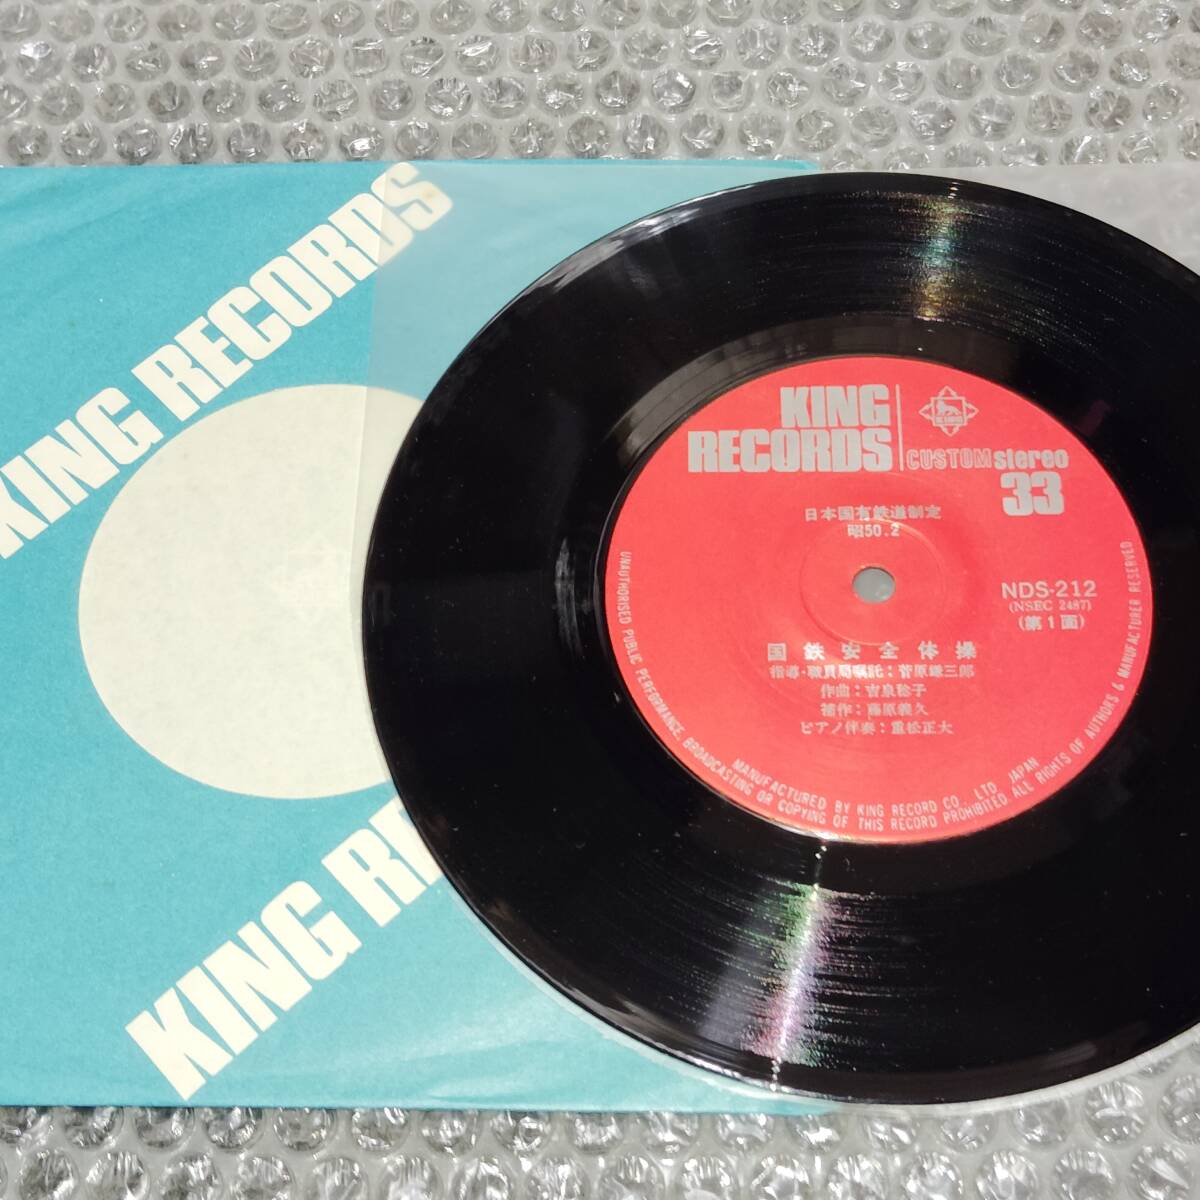 KING RECORDS
KING RE
KING
RECORDS
CUSTOM stereo
33
日本国有鉄道制定
昭50.2
NDS-212
(NSEC 2487)
(第1面)
国鉄安全体操
指導・職員局嘱託：菅原謙三郎
作曲：吉泉稔子
補作：藤原義久
ピアノ伴奏：重松正大
MANUFACTURED BY KING RECORD CO., LTD. JAPAN
UNAUTHORISED PUBLIC PERFORMANCE, BROADCASTING OR COPYING OF THIS RECORD PROHIBITED. ALL RIGHTS OF AUTHORS & MANUFACTURER RESERVED